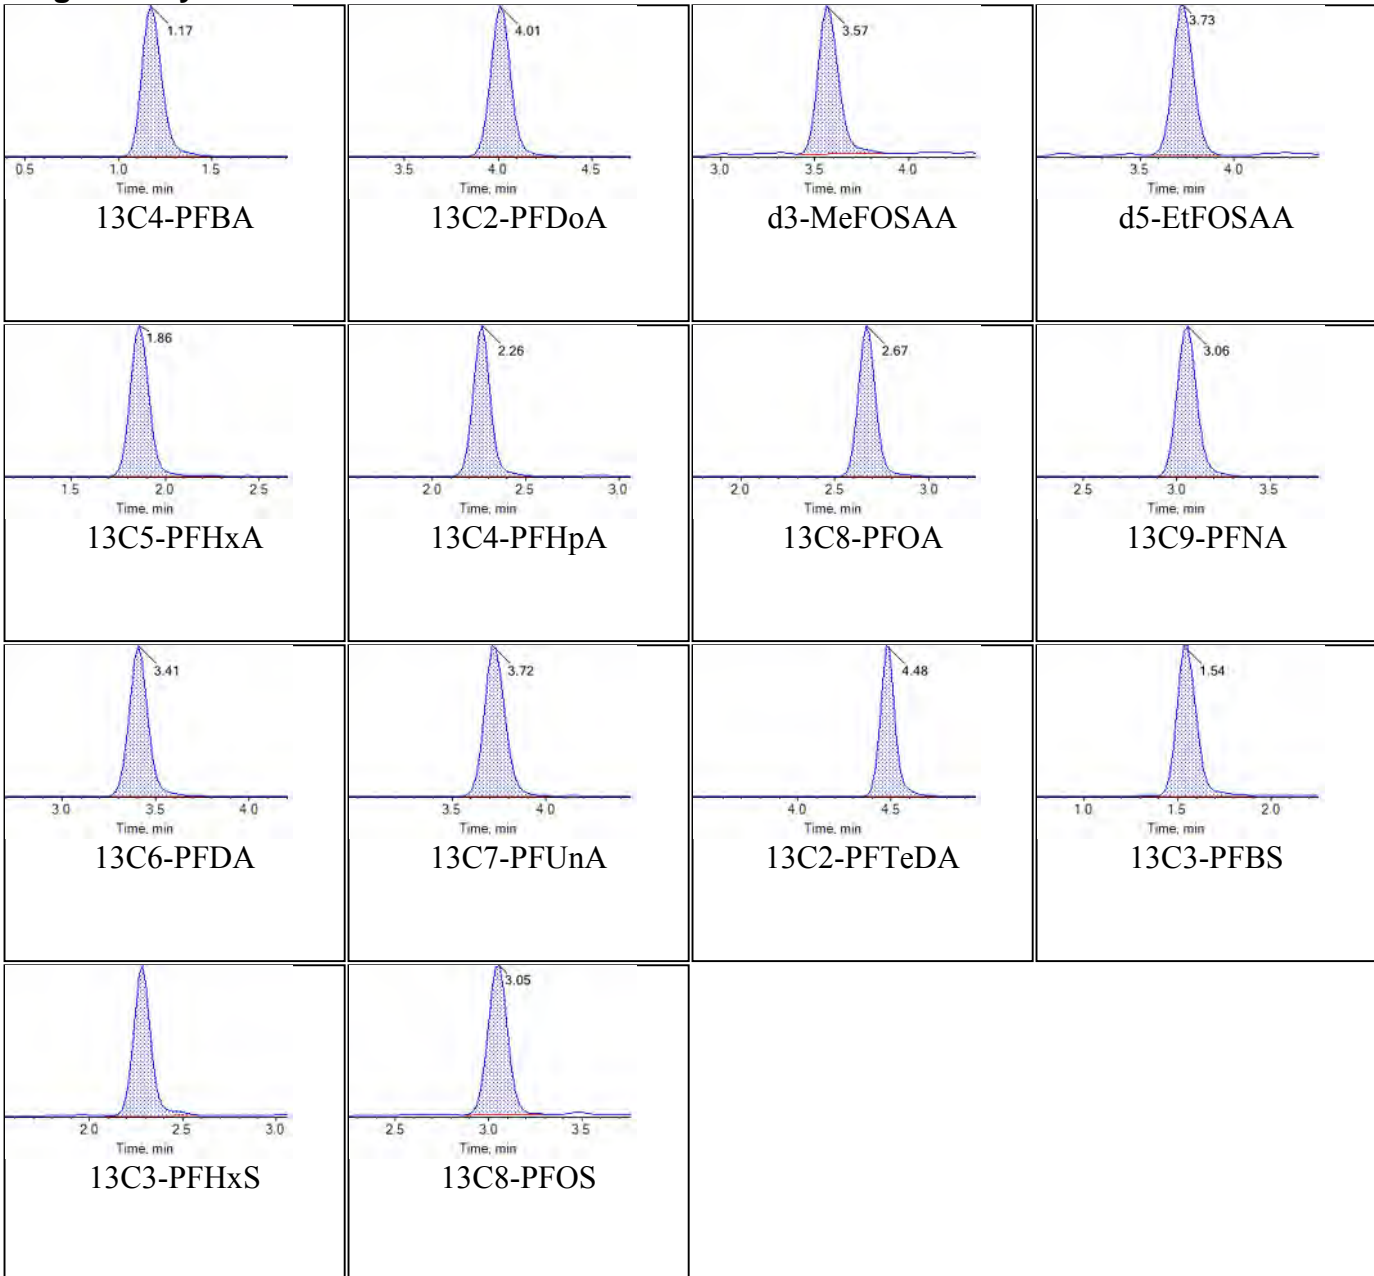 1.17
0.5 1.0 1.5
Time, min
13C4-PFBA
4.01
3.5 4.0 4.5
Time, min
13C2-PFDoA
3.57
3.0 3.5 4.0
Time, min
d3-MeFOSAA
3.73
3.5 4.0
Time, min
d5-EtFOSAA
1.86
1.5 2.0 2.5
Time, min
13C5-PFHxA
2.26
2.0 2.5 3.0
Time, min
13C4-PFHpA
2.67
2.0 2.5 3.0
Time, min
13C8-PFOA
3.06
2.5 3.0 3.5
Time, min
13C9-PFNA
3.41
3.0 3.5 4.0
Time, min
13C6-PFDA
3.72
3.5 4.0
Time, min
13C7-PFUnA
4.48
4.0 4.5
Time, min
13C2-PFTeDA
1.54
1.0 1.5 2.0
Time, min
13C3-PFBS
2.0 2.5 3.0
Time, min
13C3-PFHxS
3.05
2.5 3.0 3.5
Time, min
13C8-PFOS